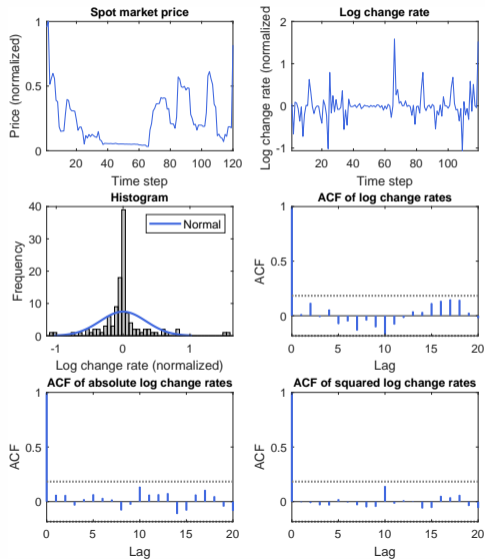 Spot market price
Price (normalized)
1
0.5
0
20 40 60 80 100 120
Time step
Log change rate
Log change rate (normalized)
2
1
0
-1
20 40 60 80 100
Time step
Histogram
Frequency
40
30
20
10
0
Normal
-1 0 1
Log change rate (normalized)
ACF of log change rates
ACF
1
0.5
0
0 5 10 15 20
Lag
ACF of absolute log change rates
ACF
1
0.5
0
0 5 10 15 20
Lag
ACF of squared log change rates
ACF
1
0.5
0
0 5 10 15 20
Lag